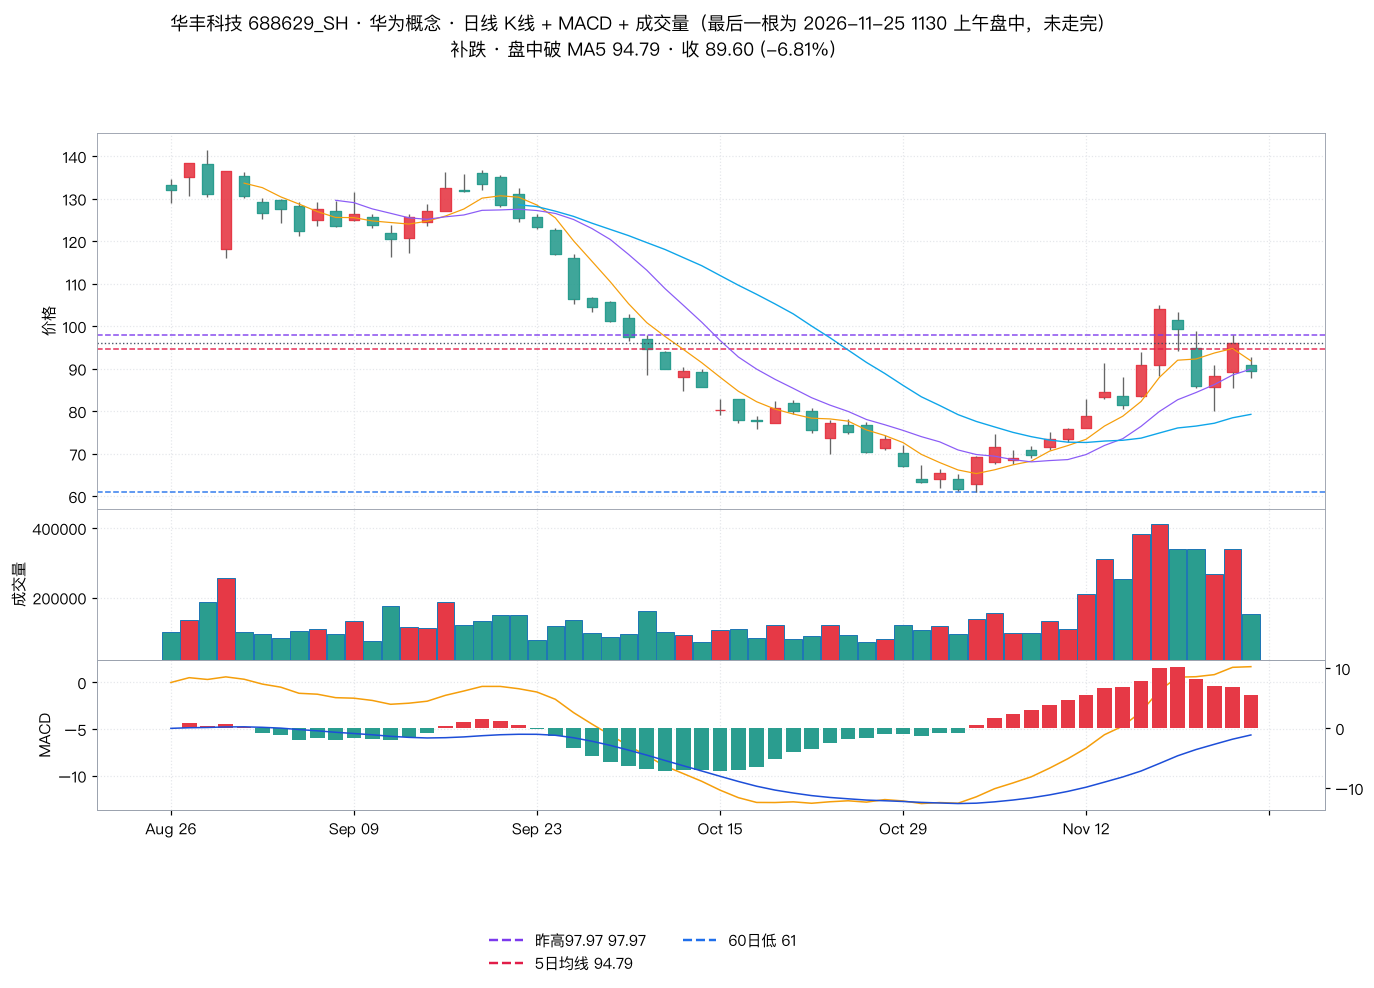 华丰科技 688629_SH · 华为概念 · 日线 K线 + MACD + 成交量（最后一根为 2026−11−25 1130 上午盘中，未走完）
补跌 · 盘中破 MA5 94.79 · 收 89.60 (−6.81%)
价格
140
130
120
110
100
90
80
70
60
成交量
400000
200000
MACD
0
−5
−10
10
0
−10
Aug 26
Sep 09
Sep 23
Oct 15
Oct 29
Nov 12
昨高97.97 97.97
60日低 61
5日均线 94.79